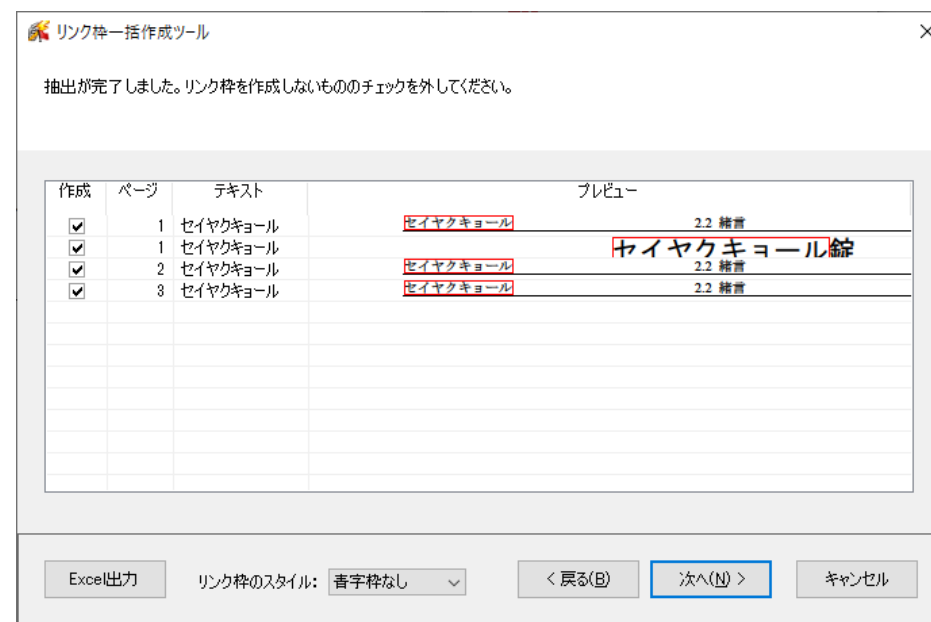 リンク枠一括作成ツール
抽出が完了しました。リンク枠を作成しないもののチェックを外してください。
作成 ページ テキスト プレビュー
1 セイヤクキョール セイヤクキョール 2.2 緒言
1 セイヤクキョール セイヤクキョール錠
2 セイヤクキョール セイヤクキョール 2.2 緒言
3 セイヤクキョール セイヤクキョール 2.2 緒言
Excel出力 リンク枠のスタイル: 青字枠なし < 戻る(B) 次へ(N) > キャンセル